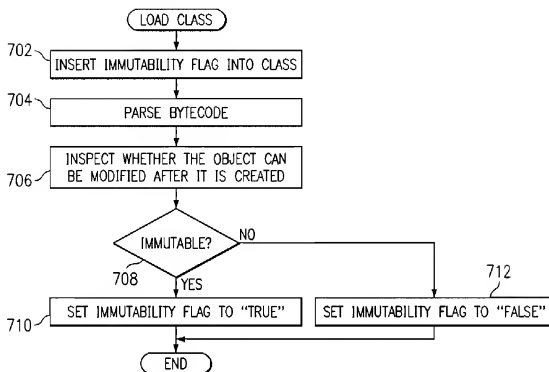 LOAD CLASS
702
INSERT IMMUTABILITY FLAG INTO CLASS
704
PARSE BYTECODE
706
INSPECT WHETHER THE OBJECT CAN
BE MODIFIED AFTER IT IS CREATED
IMMUTABLE?
NO
708
YES
712
710
SET IMMUTABILITY FLAG TO "TRUE"
SET IMMUTABILITY FLAG TO "FALSE"
END